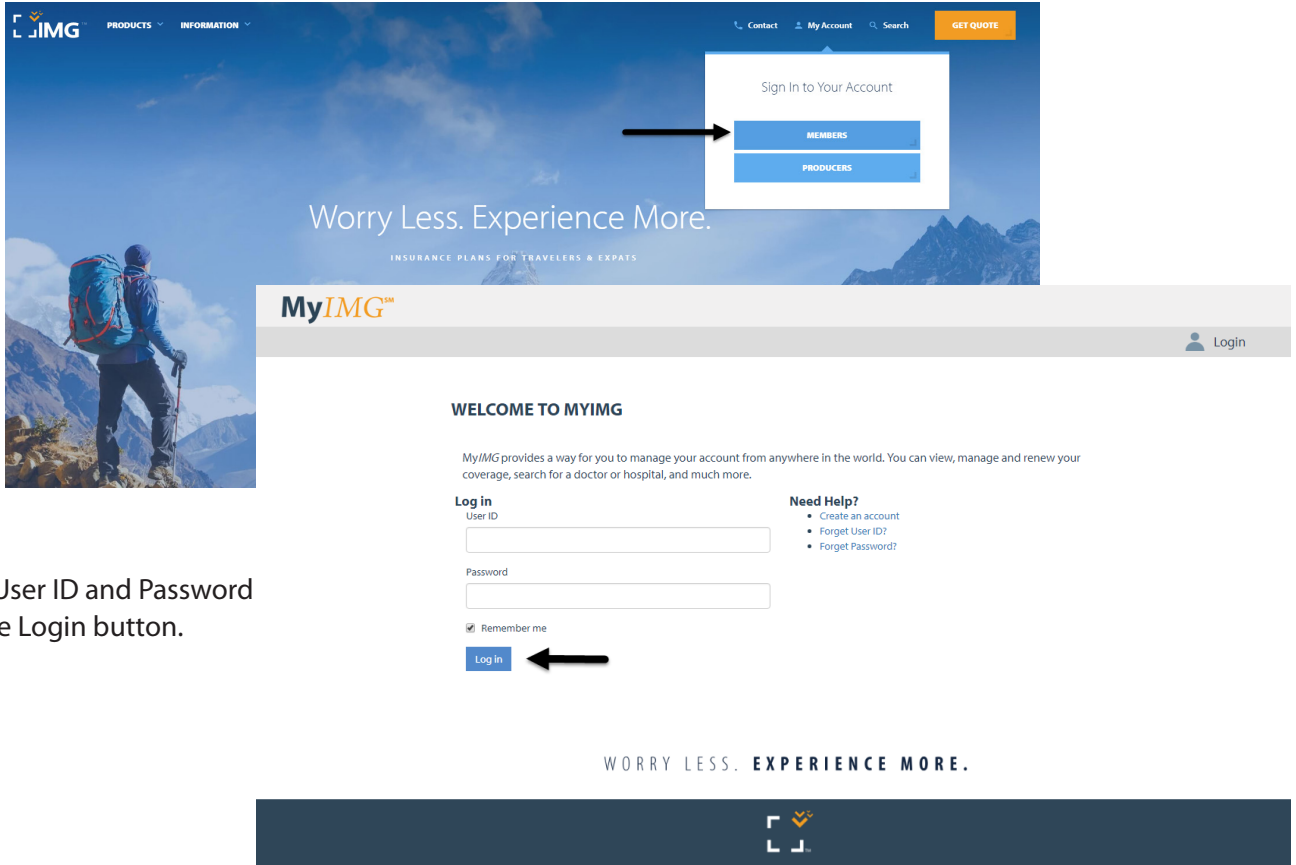 IMG
PRODUCTS
INFORMATION
Contact
My Account
Search
GET QUOTE
Sign In to Your Account
MEMBERS
PRODUCERS
Worry Less. Experience More.
INSURANCE PLANS FOR TRAVELERS & EXPATS
MyIMG℠
Login
WELCOME TO MYIMG
MyIMG provides a way for you to manage your account from anywhere in the world. You can view, manage and renew your
coverage, search for a doctor or hospital, and much more.
Log in
User ID
Password
Remember me
Log in
Need Help?
• Create an account
• Forget User ID?
• Forget Password?
User ID and Password
e Login button.
WORRY LESS. EXPERIENCE MORE.